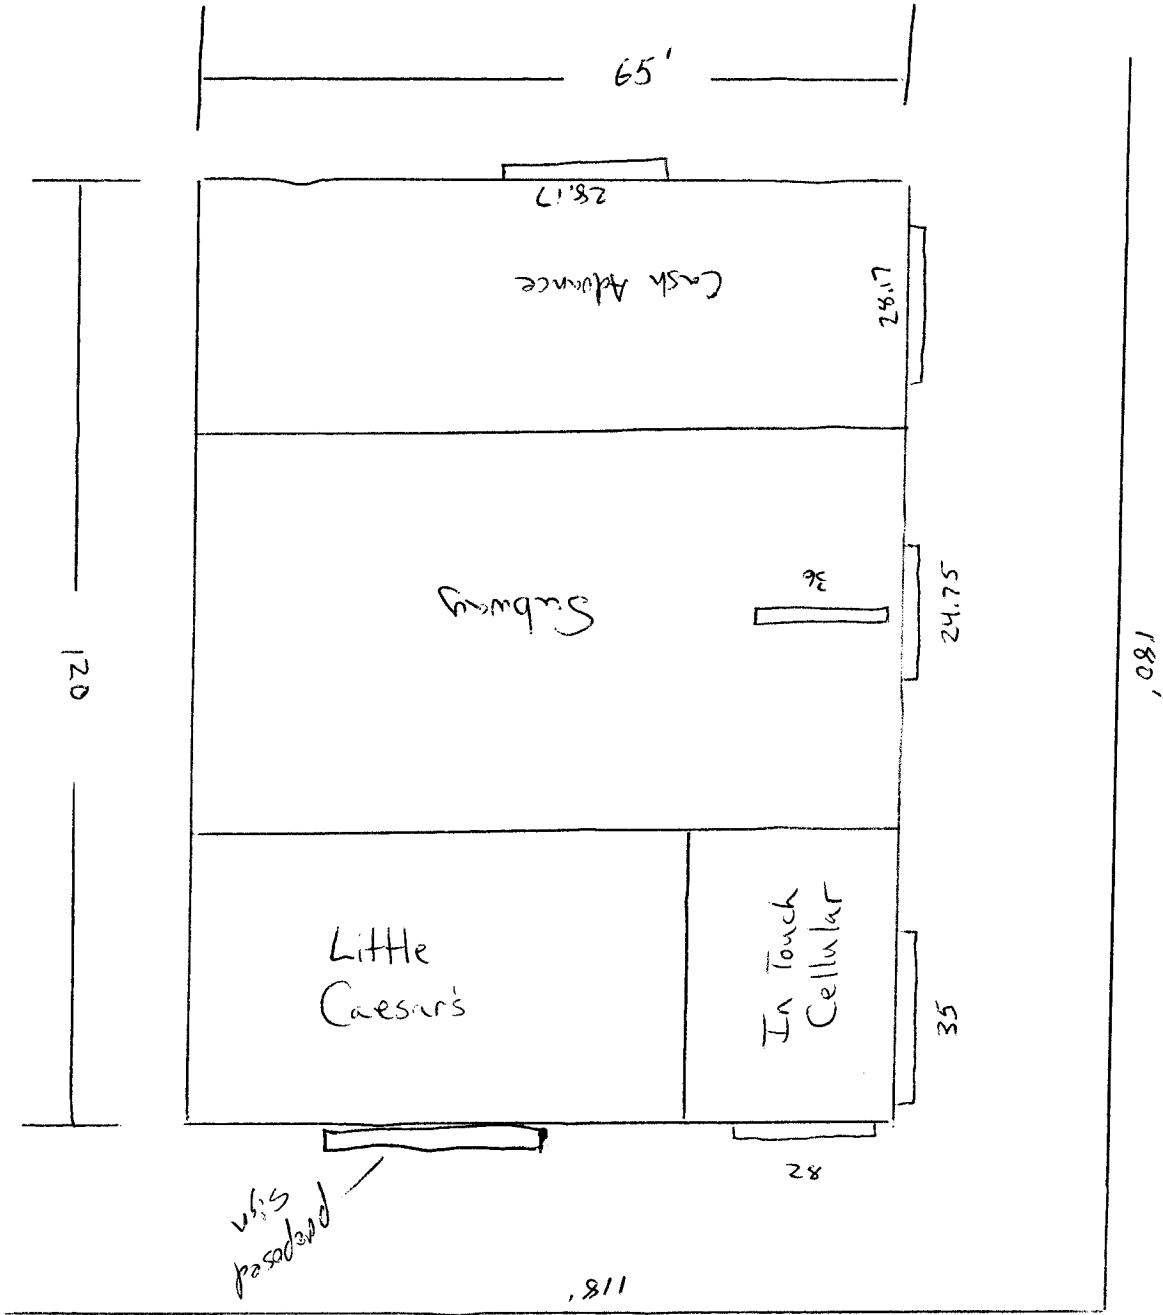 65'
28.17
Cash Advance
28.17
Subway
36
24.75
120
180'
Little
Caesar's
In Touch
Cellular
35
28
proposed
sign
118'